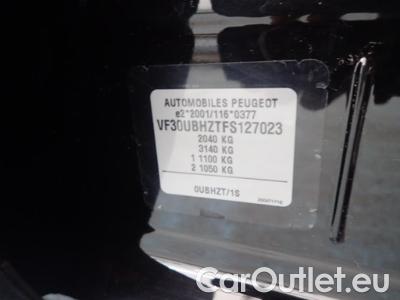 AUTOMOBILES PEUGEOT
e2*2001/116*0377
VF30UBHZTFS127023
2040 KG
3140 KG
1 1100 KG
2 1050 KG
0UBHZT/1S
CarOutlet.eu